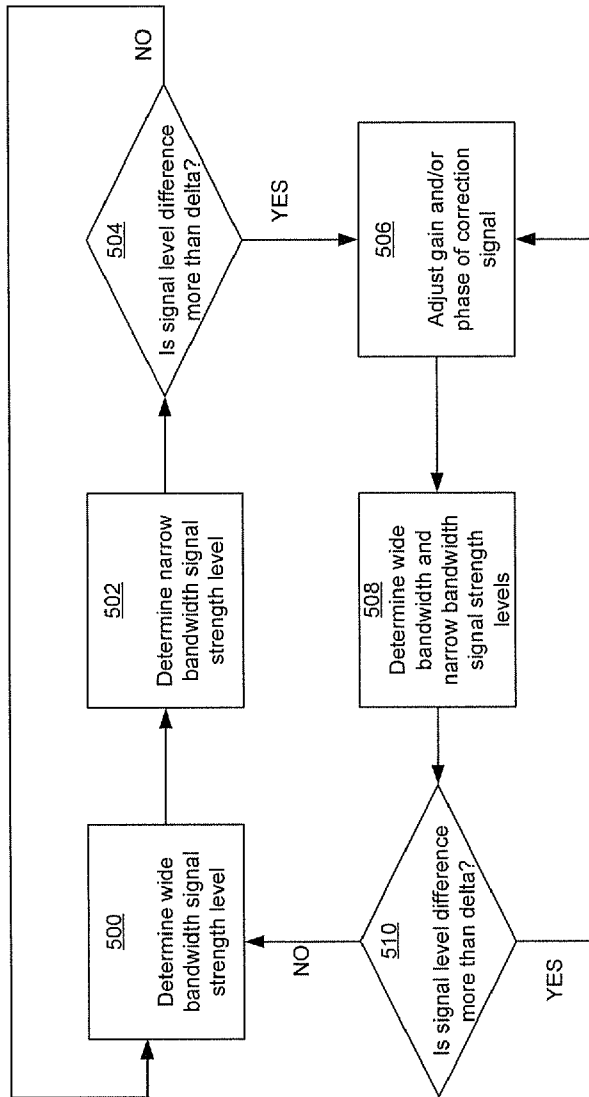 500
Determine wide
bandwidth signal
strength level
502
Determine narrow
bandwidth signal
strength level
504
Is signal level difference
more than delta?
NO
YES
506
Adjust gain and/or
phase of correction
signal
508
Determine wide
bandwidth and
narrow bandwidth
signal strength
levels
510
Is signal level difference
more than delta?
NO
YES